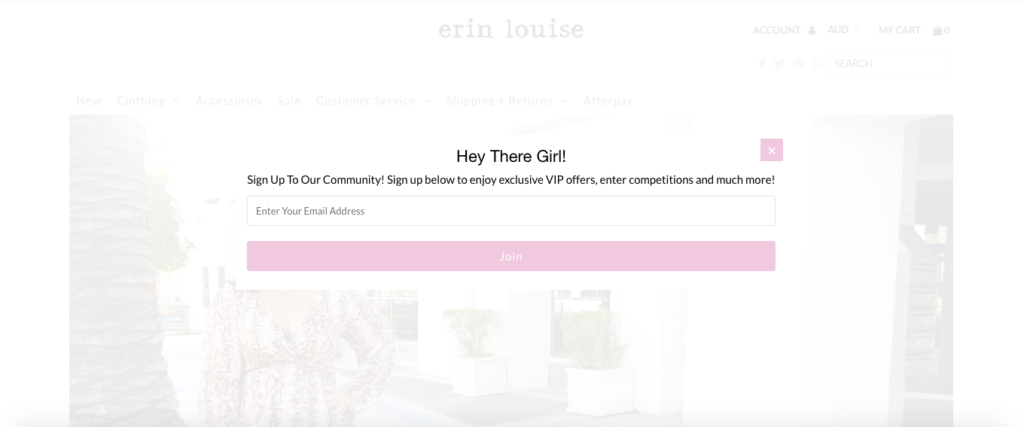 erin louise
ACCOUNT AUD MY CART 0
SEARCH
New Clothing Accessories Sale Customer Service Shipping + Returns Afterpay
Hey There Girl!
×
Sign Up To Our Community! Sign up below to enjoy exclusive VIP offers, enter competitions and much more!
Enter Your Email Address
Join